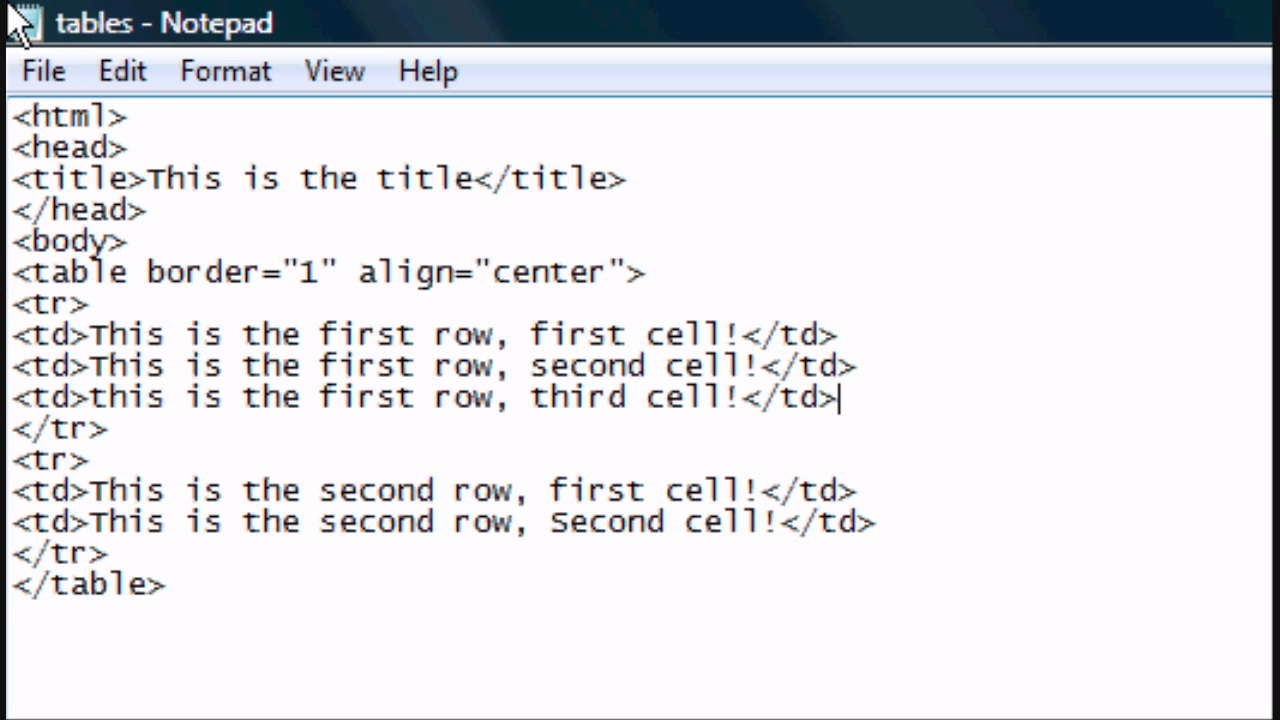 tables - Notepad
File Edit Format View Help
<html>
<head>
<title>This is the title</title>
</head>
<body>
<table border="1" align="center">
<tr>
<td>This is the first row, first cell!</td>
<td>This is the first row, second cell!</td>
<td>this is the first row, third cell!</td>
</tr>
<tr>
<td>This is the second row, first cell!</td>
<td>This is the second row, Second cell!</td>
</tr>
</table>